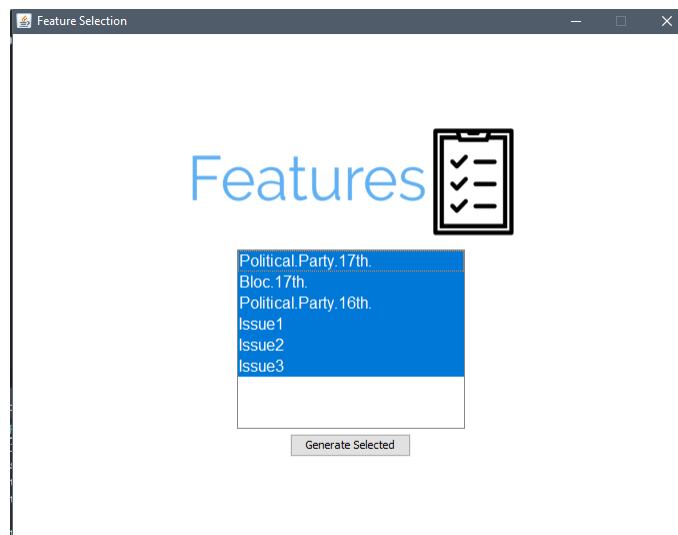 Feature Selection
Features
Political.Party.17th.
Bloc.17th.
Political.Party.16th.
Issue1
Issue2
Issue3
Generate Selected